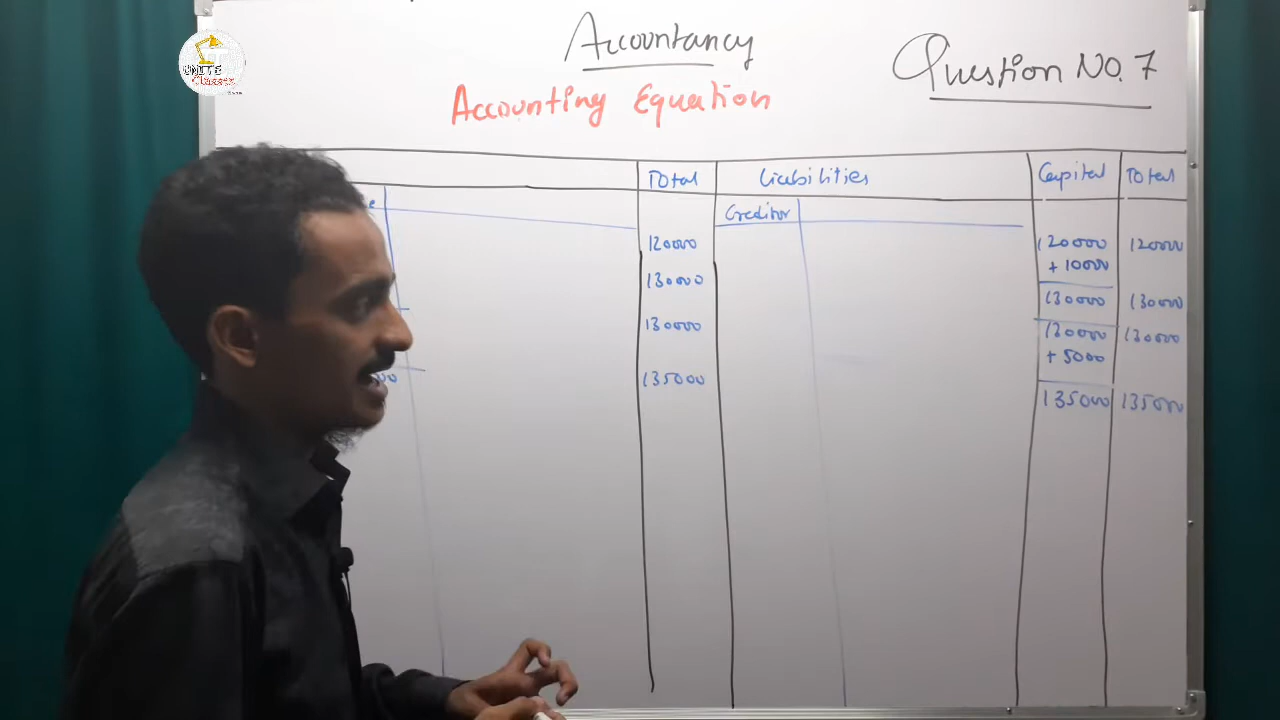 Accountancy
Question NO. 7
Accounting Equation
UNITE
Classes
Total Liabilities Capital Total
Creditor
120000 120000 120000
+ 10000
130000 130000 130000
130000 130000 130000
+ 5000
135000 135000 135000